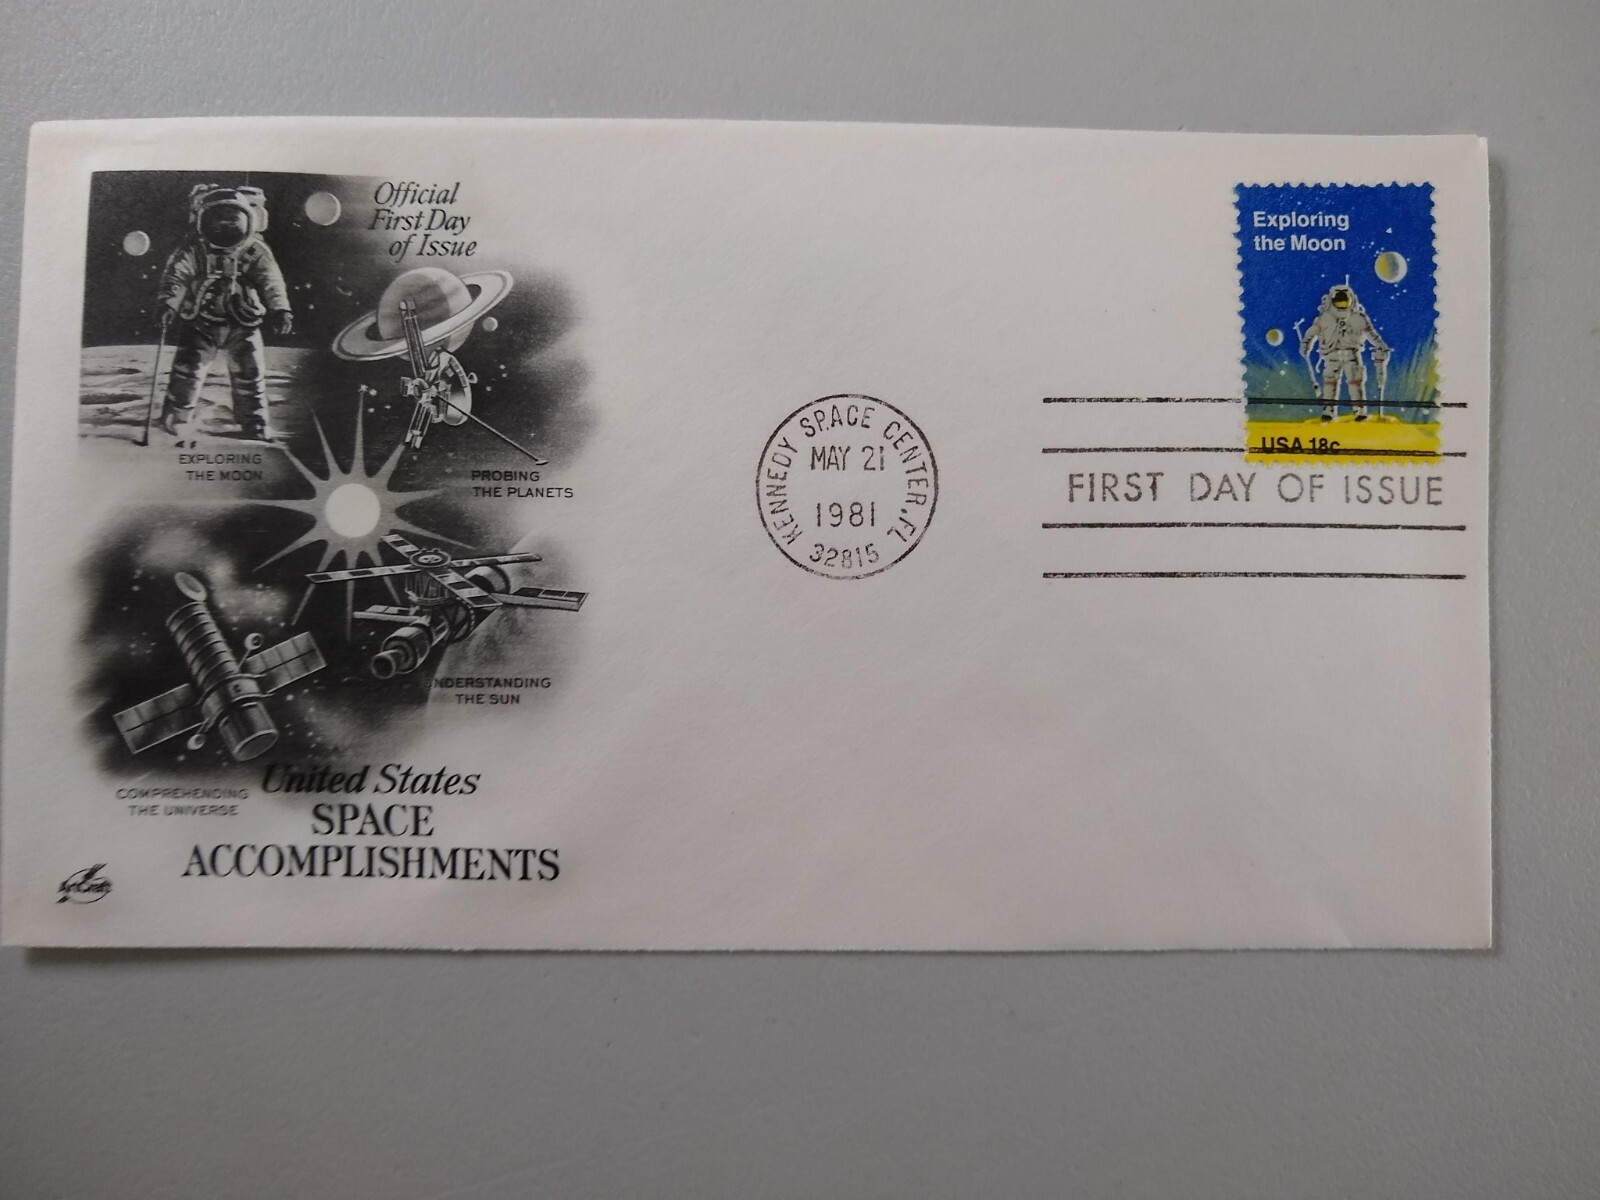 Official
First Day
of Issue
EXPLORING
THE MOON
PROBING
THE PLANETS
UNDERSTANDING
THE SUN
COMPREHENDING
THE UNIVERSE
United States
SPACE
ACCOMPLISHMENTS
ArtCraft
KENNEDY SPACE CENTER, FL
MAY 21
1981
32815
Exploring
the Moon
USA 18c
FIRST DAY OF ISSUE